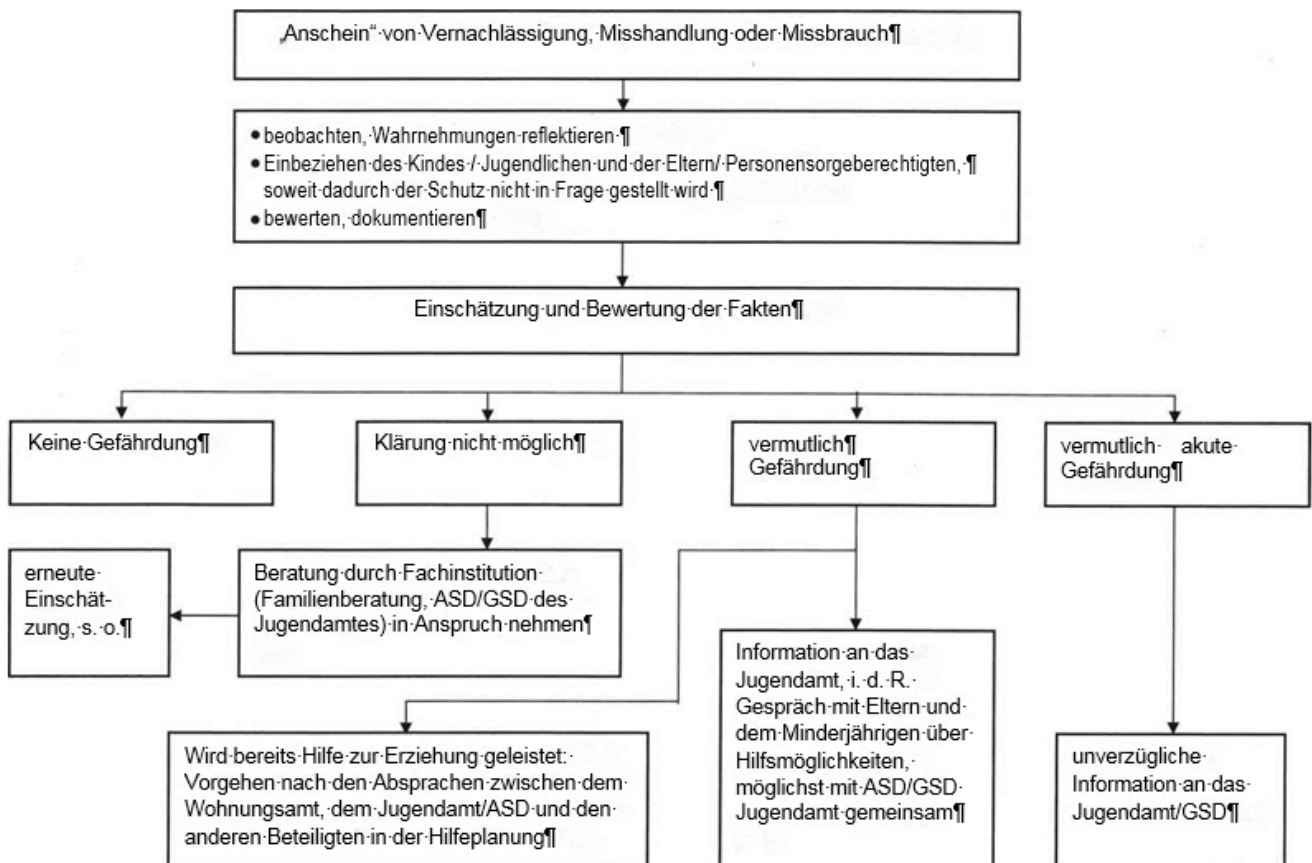 „Anschein“ von Vernachlässigung, Misshandlung oder Missbrauch¶
• beobachten, Wahrnehmungen reflektieren ¶
• Einbeziehen des Kindes / Jugendlichen und der Eltern/ Personensorgeberechtigten, ¶
soweit dadurch der Schutz nicht in Frage gestellt wird ¶
• bewerten, dokumentieren¶
Einschätzung und Bewertung der Fakten¶
Keine Gefährdung¶
Klärung nicht möglich¶
vermutlich¶
Gefährdung¶
vermutlich akute
Gefährdung¶
erneute
Einschät-
zung, s. o.¶
Beratung durch Fachinstitution
(Familienberatung, ASD/GSD des
Jugendamtes) in Anspruch nehmen¶
Information an das
Jugendamt, i. d. R.
Gespräch mit Eltern und
dem Minderjährigen über
Hilfsmöglichkeiten,
möglichst mit ASD/GSD
Jugendamt gemeinsam¶
Wird bereits Hilfe zur Erziehung geleistet:
Vorgehen nach den Absprachen zwischen dem
Wohnungsamt, dem Jugendamt/ASD und den
anderen Beteiligten in der Hilfeplanung¶
unverzügliche
Information an das
Jugendamt/GSD¶